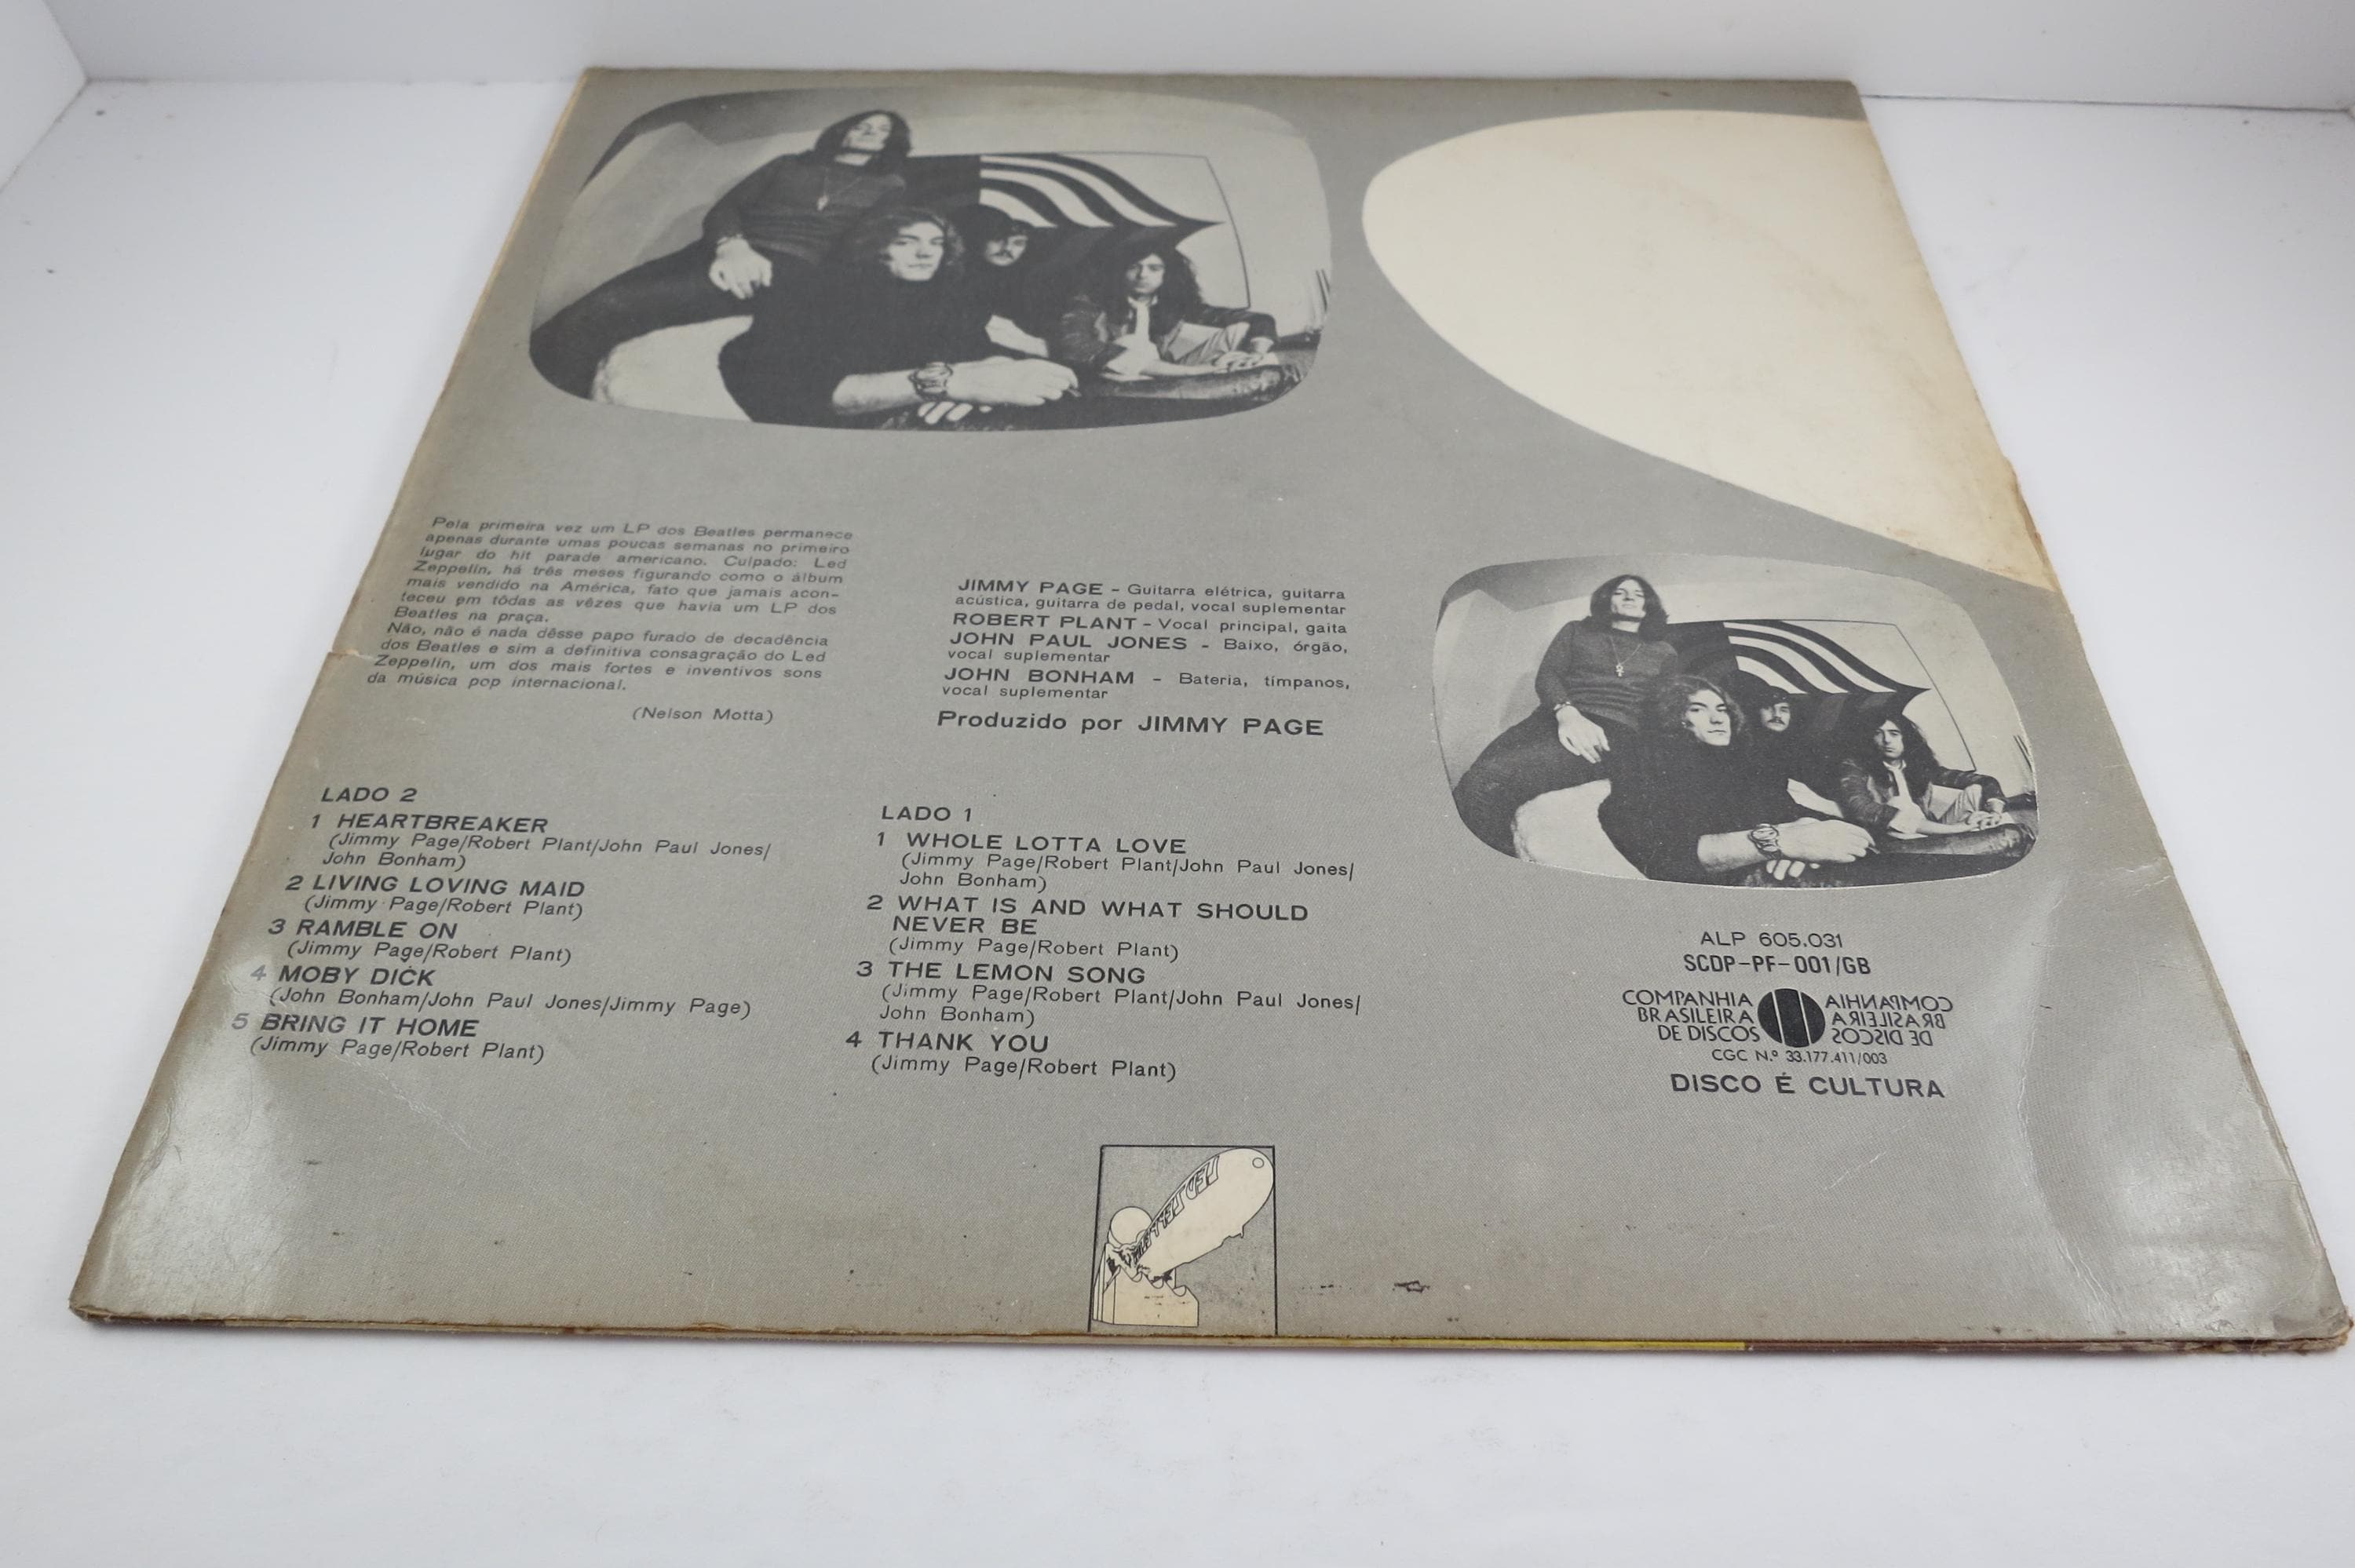 Pela primeira vez um LP dos Beatles permanece
apenas durante umas poucas semanas no primeiro
lugar do hit parade americano. Culpado: Led
Zeppelin, há três meses figurando como o álbum
mais vendido na América, fato que jamais acon-
teceu em tôdas as vêzes que havia um LP dos
Beatles na praça.
Não, não é nada dêsse papo furado de decadência
dos Beatles e sim a definitiva consagração do Led
Zeppelin, um dos mais fortes e inventivos sons
da música pop internacional.
(Nelson Motta)
JIMMY PAGE - Guitarra elétrica, guitarra
acústica, guitarra de pedal, vocal suplementar
ROBERT PLANT - Vocal principal, gaita
JOHN PAUL JONES - Baixo, órgão,
vocal suplementar
JOHN BONHAM - Bateria, tímpanos,
vocal suplementar
Produzido por JIMMY PAGE
LADO 2
1 HEARTBREAKER
(Jimmy Page/Robert Plant/John Paul Jones/
John Bonham)
2 LIVING LOVING MAID
(Jimmy Page/Robert Plant)
3 RAMBLE ON
(Jimmy Page/Robert Plant)
4 MOBY DICK
(John Bonham/John Paul Jones/Jimmy Page)
5 BRING IT HOME
(Jimmy Page/Robert Plant)
LADO 1
1 WHOLE LOTTA LOVE
(Jimmy Page/Robert Plant/John Paul Jones/
John Bonham)
2 WHAT IS AND WHAT SHOULD
NEVER BE
(Jimmy Page/Robert Plant)
3 THE LEMON SONG
(Jimmy Page/Robert Plant/John Paul Jones/
John Bonham)
4 THANK YOU
(Jimmy Page/Robert Plant)
ALP 605.031
SCDP-PF-001/GB
COMPANHIA COMPANHIA
BRASILEIRA BRASILEIRA
DE DISCOS DE DISCOS
CGC N.º 33.177.411/003
DISCO É CULTURA
LED ZEPPELIN